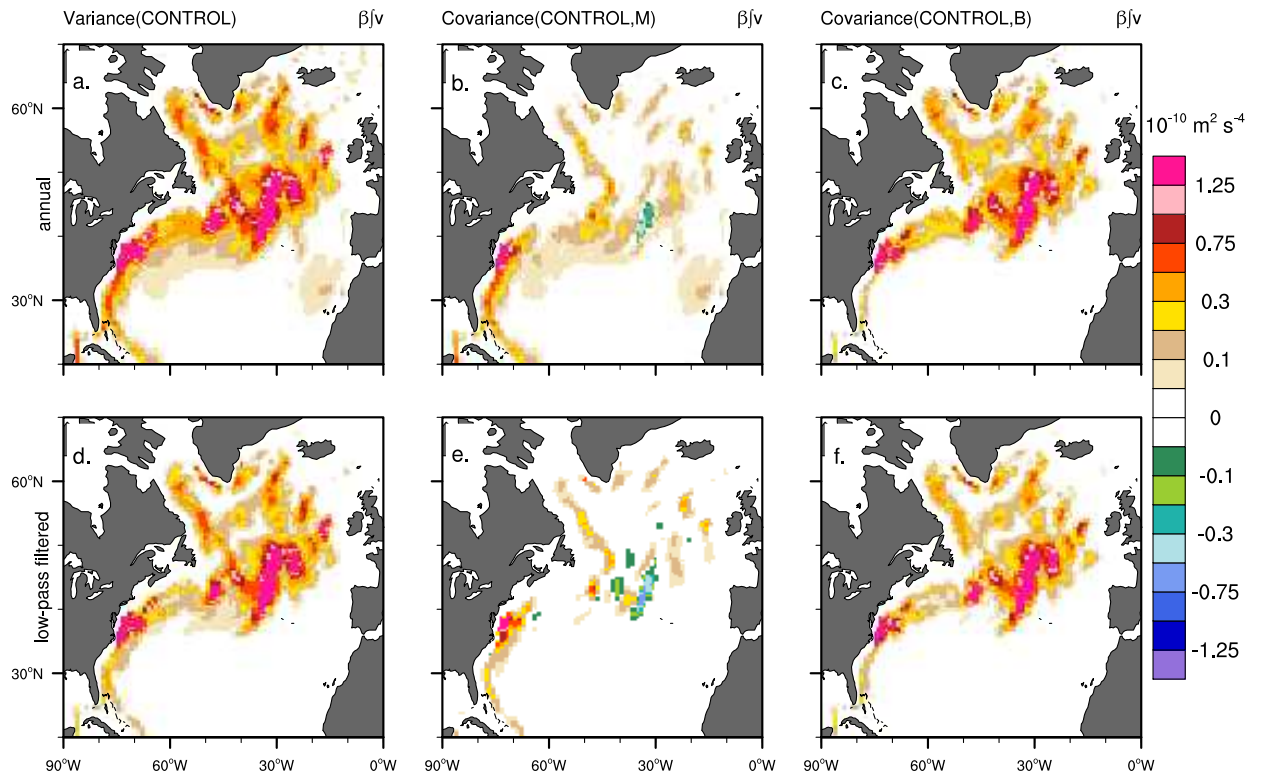 Variance(CONTROL) β∫v Covariance(CONTROL,M) β∫v Covariance(CONTROL,B) β∫v
a. b. c.
60°N
annual
30°N
10⁻¹⁰ m² s⁻⁴
1.25
0.75
0.3
0.1
0
-0.1
-0.3
-0.75
-1.25
d. e. f.
60°N
low-pass filtered
30°N
90°W 60°W 30°W 0°W 90°W 60°W 30°W 0°W 90°W 60°W 30°W 0°W